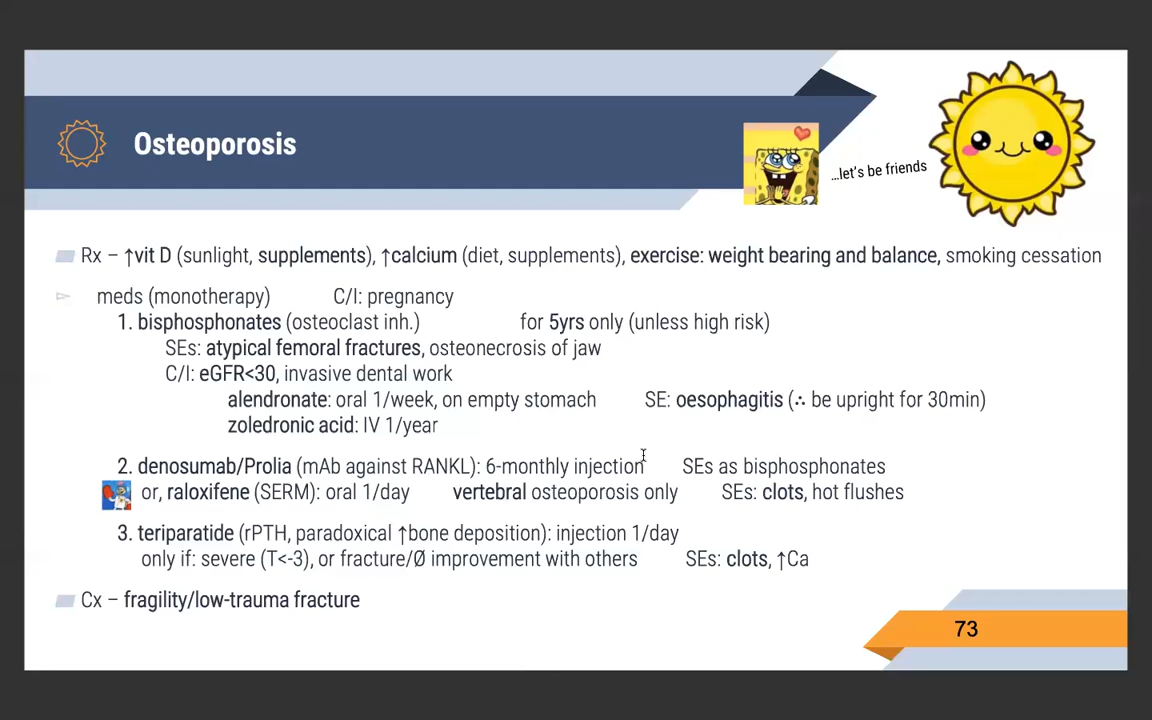 Osteoporosis
...let's be friends
Rx – ↑vit D (sunlight, supplements), ↑calcium (diet, supplements), exercise: weight bearing and balance, smoking cessation
meds (monotherapy) C/I: pregnancy
1. bisphosphonates (osteoclast inh.) for 5yrs only (unless high risk)
SEs: atypical femoral fractures, osteonecrosis of jaw
C/I: eGFR<30, invasive dental work
alendronate: oral 1/week, on empty stomach SE: oesophagitis (∴ be upright for 30min)
zoledronic acid: IV 1/year
2. denosumab/Prolia (mAb against RANKL): 6-monthly injection SEs as bisphosphonates
or, raloxifene (SERM): oral 1/day vertebral osteoporosis only SEs: clots, hot flushes
3. teriparatide (rPTH, paradoxical ↑bone deposition): injection 1/day
only if: severe (T<-3), or fracture/Ø improvement with others SEs: clots, ↑Ca
Cx – fragility/low-trauma fracture
73